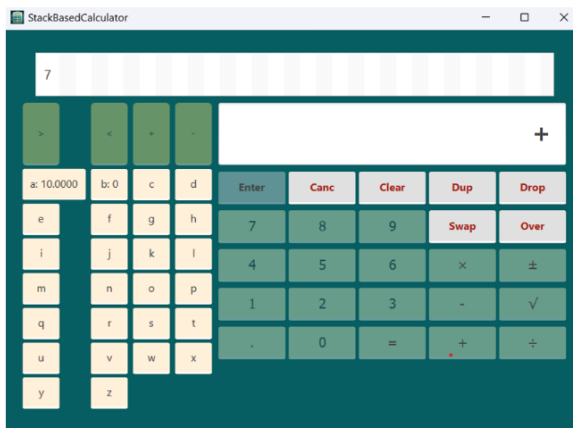 StackBasedCalculator
7
> < + - +
a: 10.0000 b: 0 c d Enter Canc Clear Dup Drop
e f g h 7 8 9 Swap Over
i j k l 4 5 6 × ±
m n o p 1 2 3 - √
q r s t . 0 = + ÷
u v w x
y z